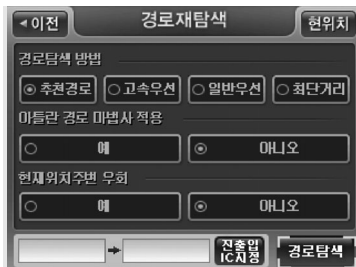 ◂이전 경로재탐색 현위치
경로탐색 방법
추천경로 고속우선 일반우선 최단거리
아틀란 경로 마법사 적용
예 아니오
현재위치주변 우회
예 아니오
진출입
IC지정 경로탐색